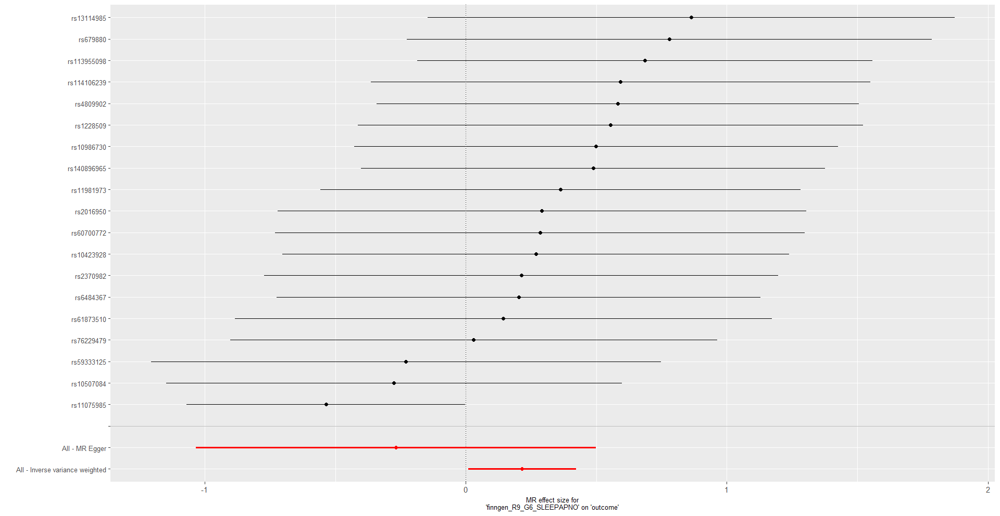 rs13114985
rs679880
rs113955098
rs114106239
rs4809902
rs1228509
rs10986730
rs140896965
rs11981973
rs2016950
rs60700772
rs10423928
rs2370982
rs6484367
rs61873510
rs76229479
rs59333125
rs10507084
rs11075985
All - MR Egger
All - Inverse variance weighted
-1 0 1 2
MR effect size for
'finngen_R9_G6_SLEEPAPNO' on 'outcome'